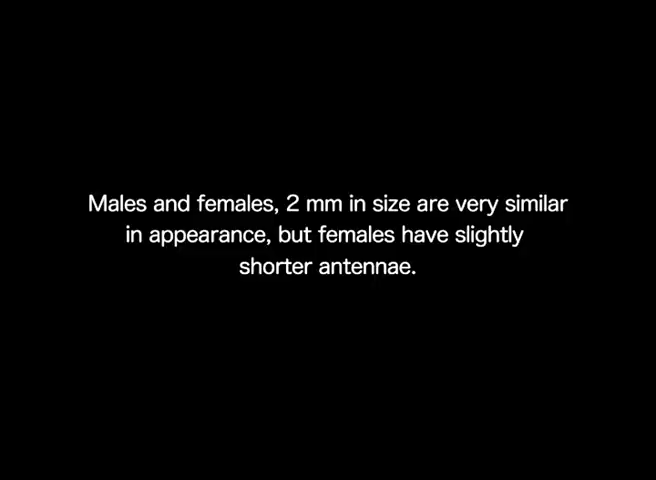 Males and females, 2 mm in size are very similar
in appearance, but females have slightly
shorter antennae.